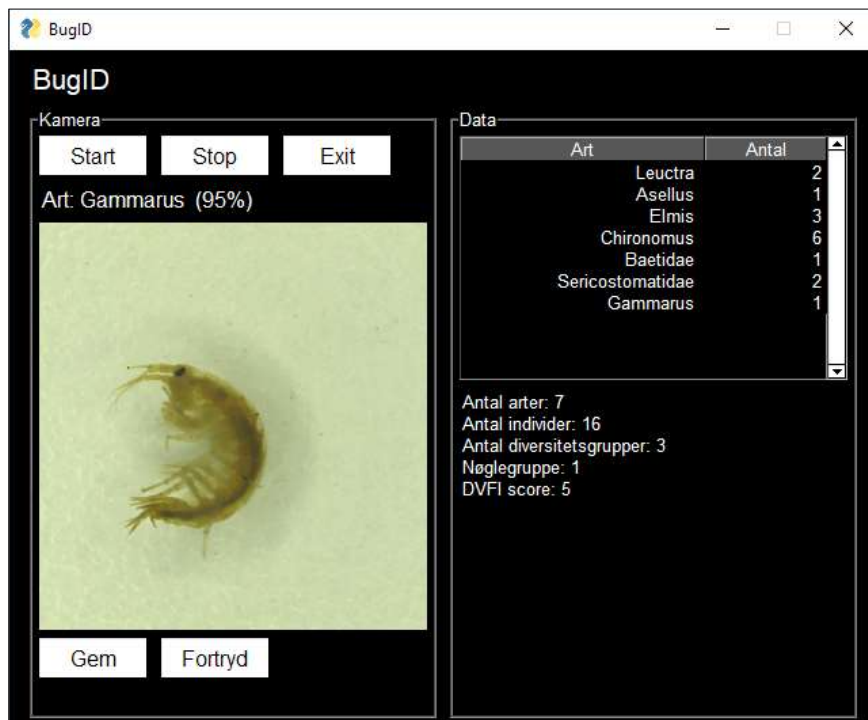 BugID
BugID
Kamera
Start Stop Exit
Art: Gammarus (95%)
Gem Fortryd
Data
Art Antal
Leuctra 2
Asellus 1
Elmis 3
Chironomus 6
Baetidae 1
Sericostomatidae 2
Gammarus 1
Antal arter: 7
Antal individer: 16
Antal diversitetsgrupper: 3
Nøglegruppe: 1
DVFI score: 5